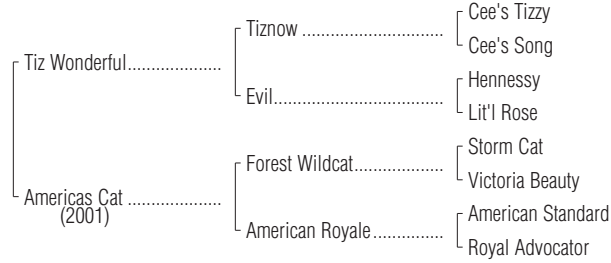 Cee's Tizzy
Tiznow ..............................
Cee's Song
Tiz Wonderful....................
Hennessy
Evil....................................
Lit'l Rose
Storm Cat
Forest Wildcat...................
Victoria Beauty
Americas Cat ....................
(2001)
American Standard
American Royale...............
Royal Advocator